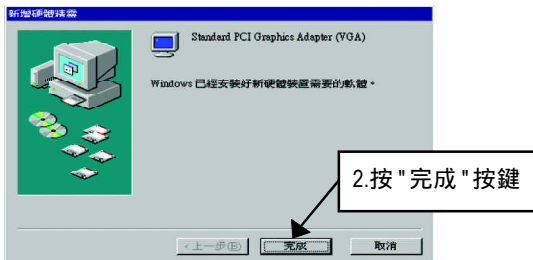 新增硬體精靈
Standard PCI Graphics Adapter (VGA)
Windows 已經安裝好新硬體裝置需要的軟體。
2.按"完成"按鍵
<上一步(B)
完成
取消